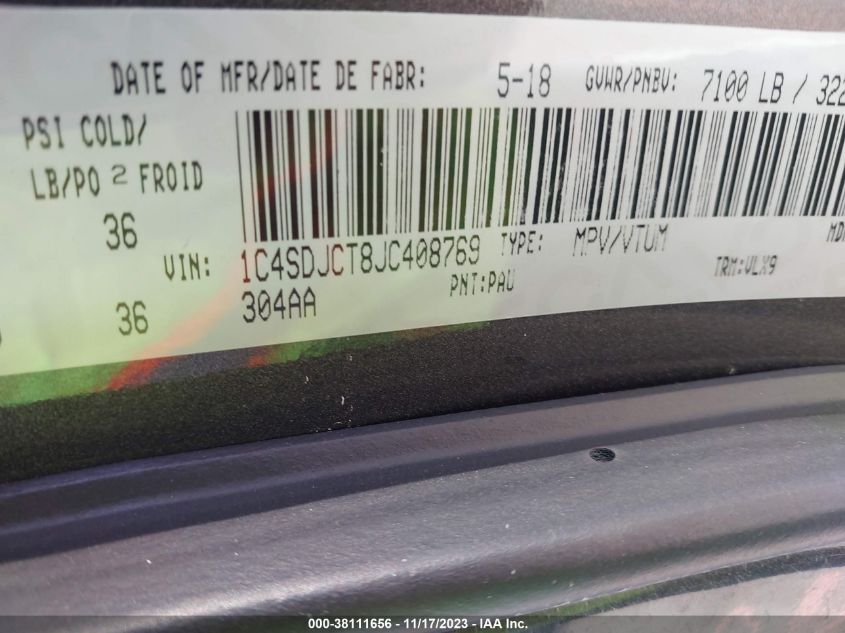 DATE OF MFR/DATE DE FABR: 5-18 GVWR/PNBV: 7100 LB / 322
PSI COLD/
LB/PO 2 FROID
36
VIN: 1C4SDJCT8JC408769 TYPE: MPV/VTUM
PNT:PAU TRM:VLX9
36 304AA
000-38111656 - 11/17/2023 - IAA Inc.